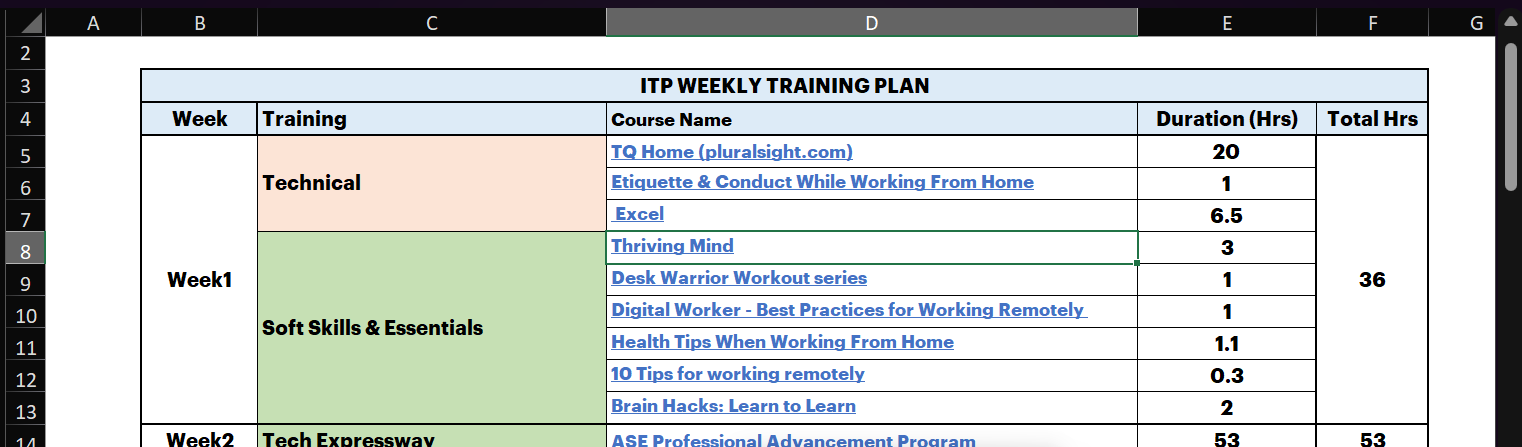 A B C D E F G
2
3 ITP WEEKLY TRAINING PLAN
4 Week Training Course Name Duration (Hrs) Total Hrs
5 TQ Home (pluralsight.com) 20
6 Technical Etiquette & Conduct While Working From Home 1
7 Excel 6.5
8 Thriving Mind 3
9 Week1 Desk Warrior Workout series 1 36
10 Digital Worker - Best Practices for Working Remotely 1
Soft Skills & Essentials
11 Health Tips When Working From Home 1.1
12 10 Tips for working remotely 0.3
13 Brain Hacks: Learn to Learn 2
14 Week2 Tech Expressway ASE Professional Advancement Program 53 53